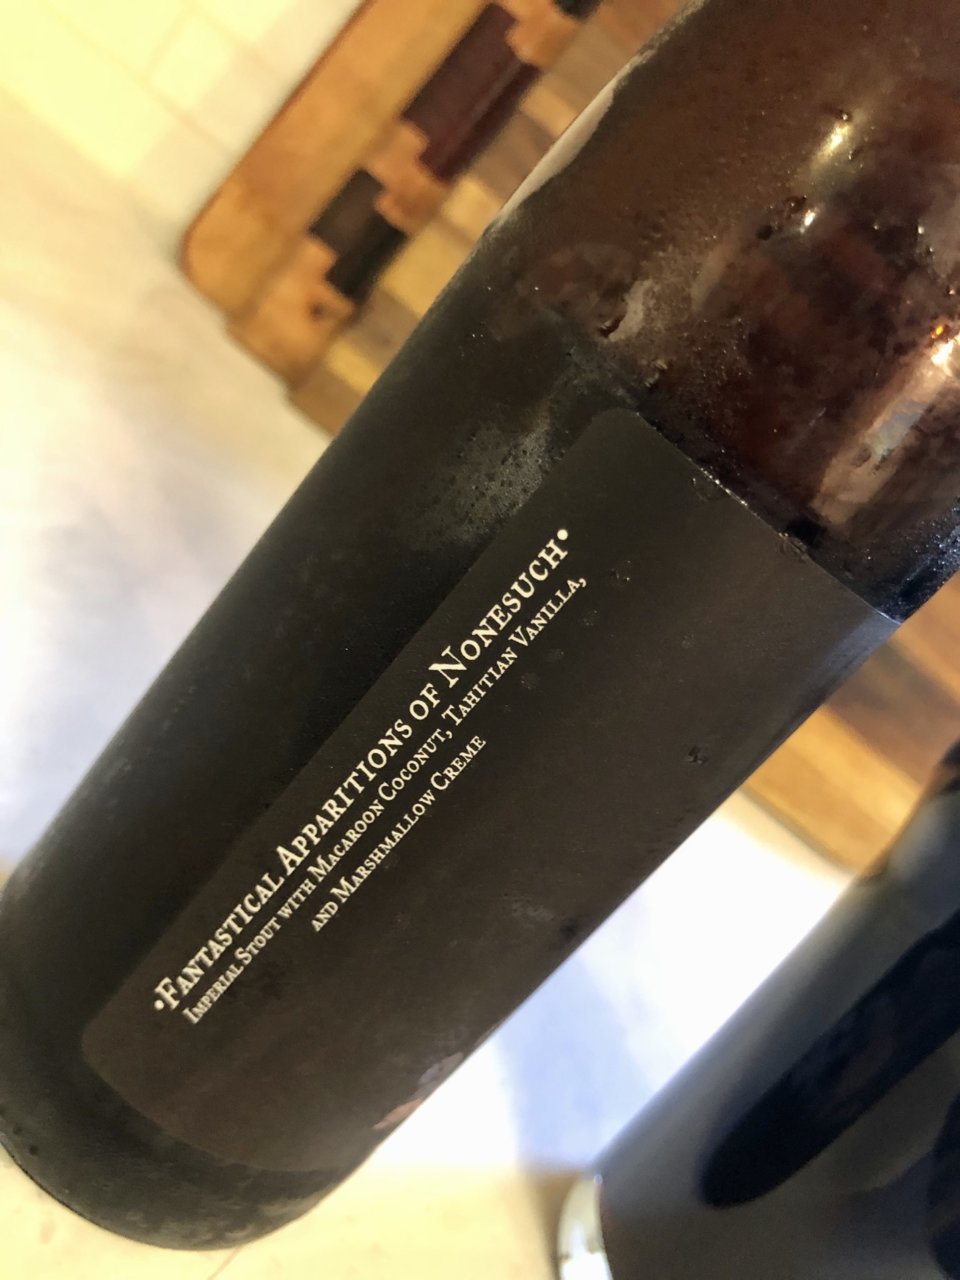 •Fantastical Apparitions of Nonesuch•
Imperial Stout with Macaroon Coconut, Tahitian Vanilla,
and Marshmallow Creme